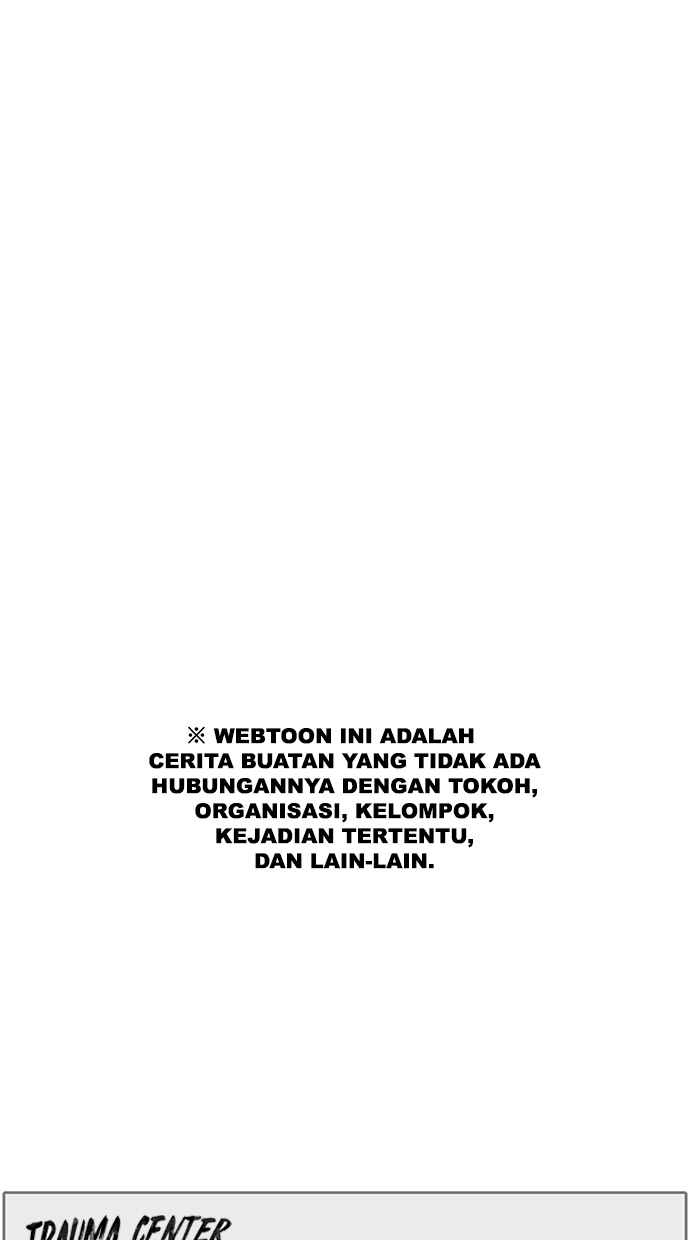 ※ WEBTOON INI ADALAH
CERITA BUATAN YANG TIDAK ADA
HUBUNGANNYA DENGAN TOKOH,
ORGANISASI, KELOMPOK,
KEJADIAN TERTENTU,
DAN LAIN-LAIN.
TRAUMA CENTER